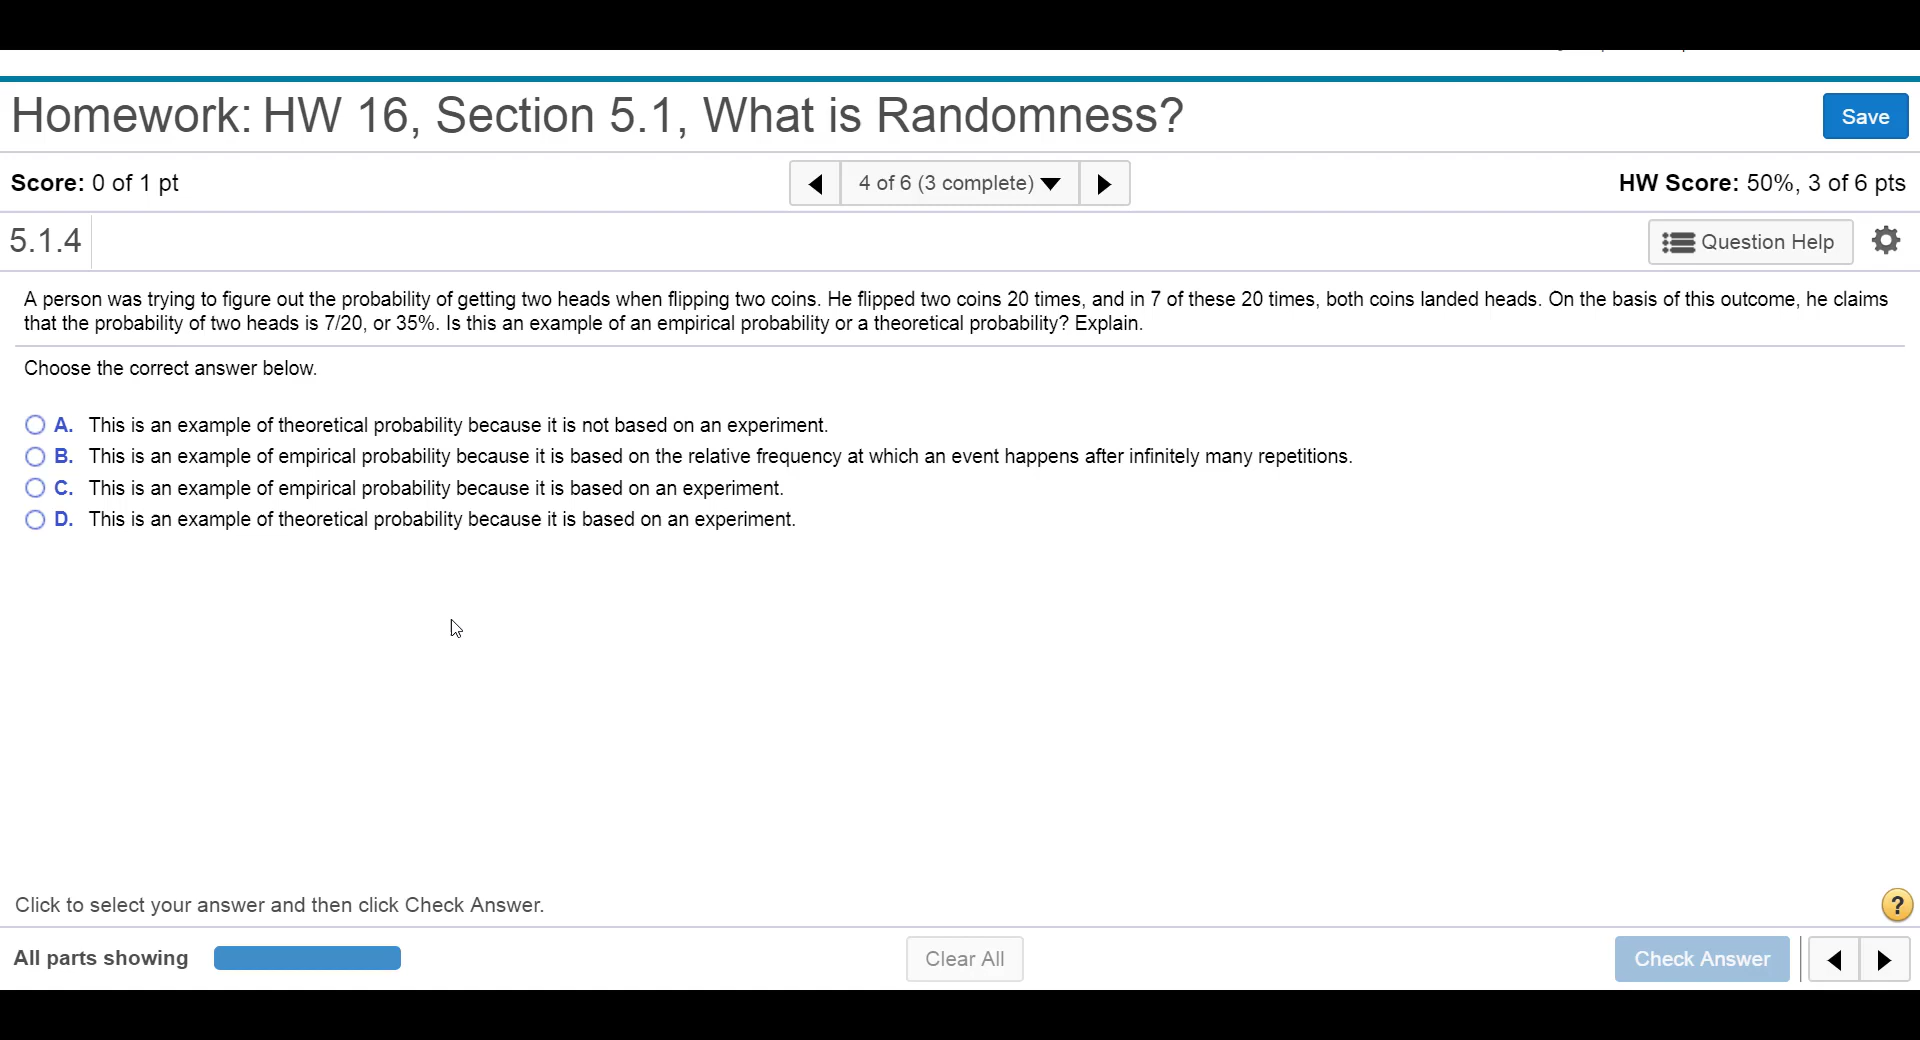 Homework: HW 16, Section 5.1, What is Randomness?
Save
Score: 0 of 1 pt
4 of 6 (3 complete)
HW Score: 50%, 3 of 6 pts
5.1.4
Question Help
A person was trying to figure out the probability of getting two heads when flipping two coins. He flipped two coins 20 times, and in 7 of these 20 times, both coins landed heads. On the basis of this outcome, he claims
that the probability of two heads is 7/20, or 35%. Is this an example of an empirical probability or a theoretical probability? Explain.
Choose the correct answer below.
A. This is an example of theoretical probability because it is not based on an experiment.
B. This is an example of empirical probability because it is based on the relative frequency at which an event happens after infinitely many repetitions.
C. This is an example of empirical probability because it is based on an experiment.
D. This is an example of theoretical probability because it is based on an experiment.
Click to select your answer and then click Check Answer.
?
All parts showing
Clear All
Check Answer